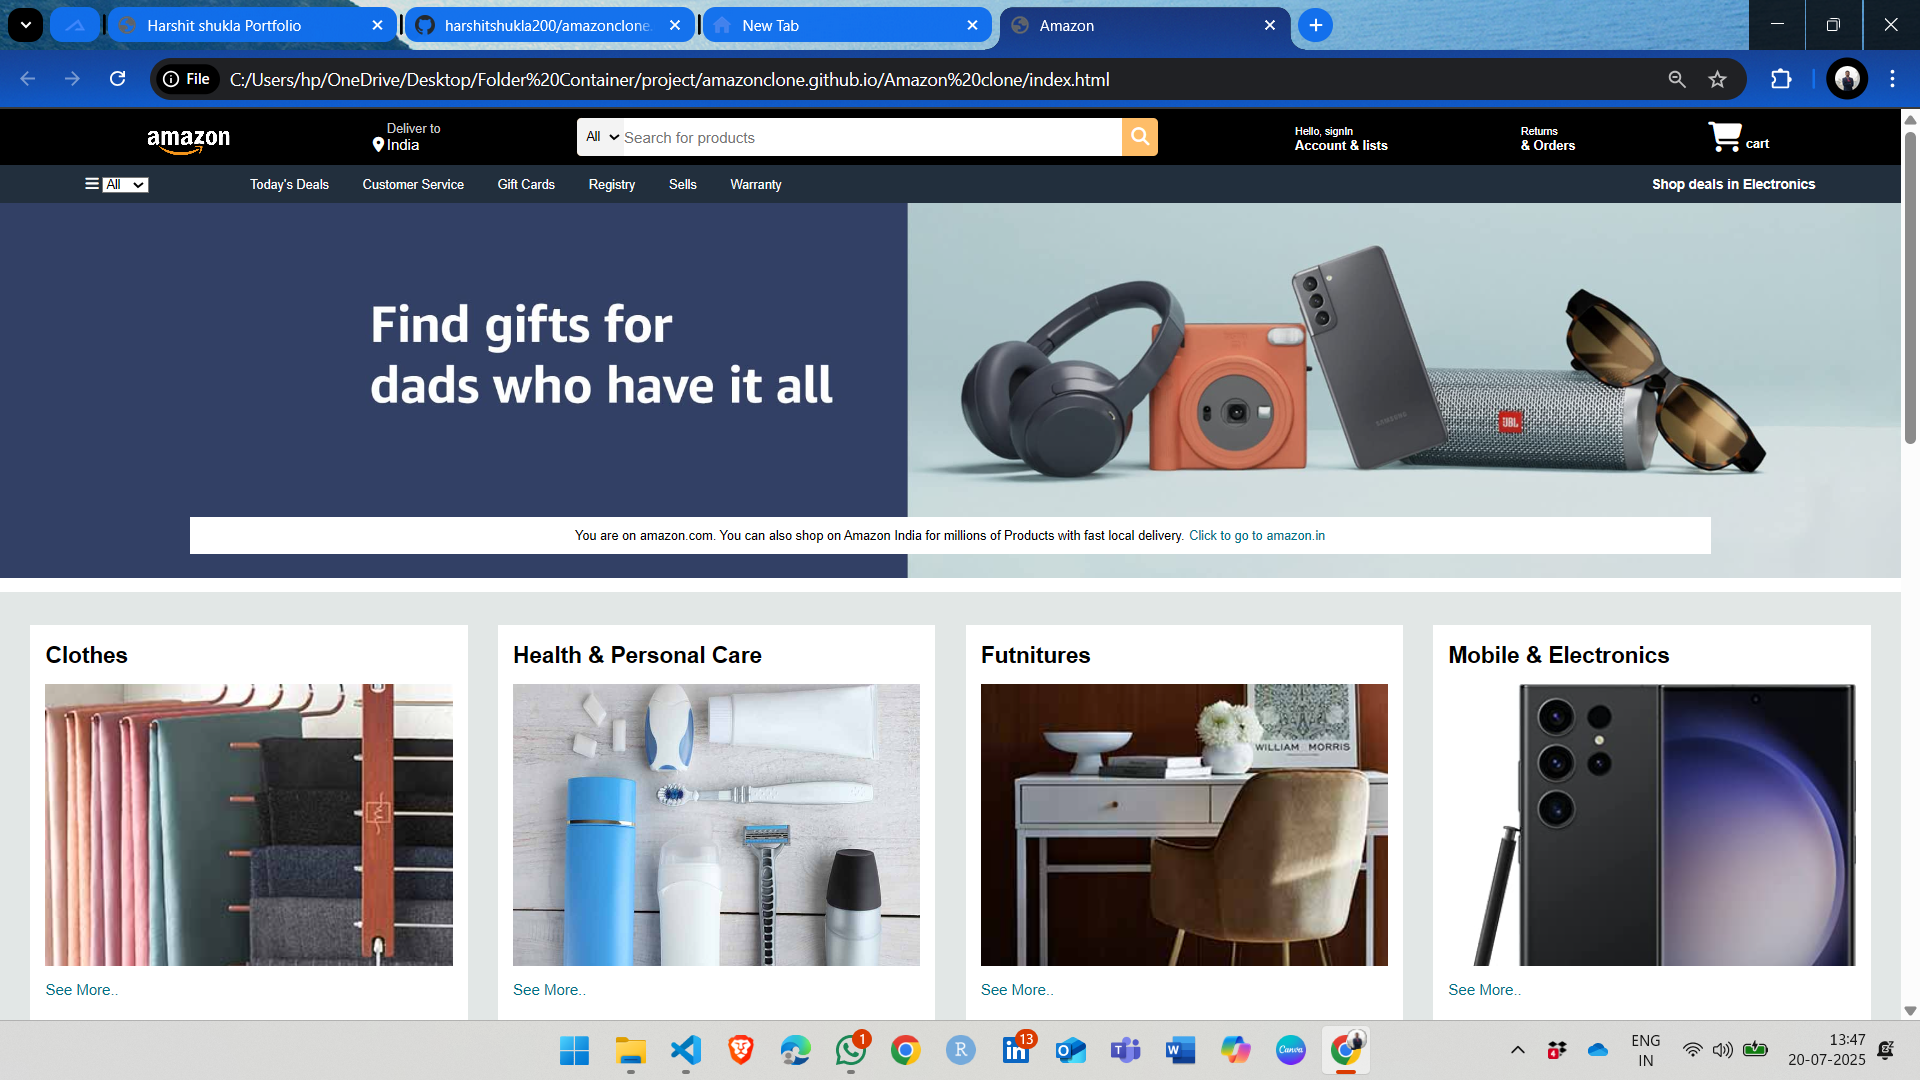 Harshit shukla Portfolio
harshitshukla200/amazonclone.
New Tab
Amazon
File
C:/Users/hp/OneDrive/Desktop/Folder%20Container/project/amazonclone.github.io/Amazon%20clone/index.html
amazon
Deliver to
India
All
Search for products
Hello, signIn
Account & lists
Returns
& Orders
cart
All
Today's Deals
Customer Service
Gift Cards
Registry
Sells
Warranty
Shop deals in Electronics
Find gifts for
dads who have it all
SAMSUNG
JBL
You are on amazon.com. You can also shop on Amazon India for millions of Products with fast local delivery. Click to go to amazon.in
Clothes
Health & Personal Care
Futnitures
Mobile & Electronics
WILLIAM MORRIS
See More..
See More..
See More..
See More..
1
R
13
W
Canva
4
ENG
IN
13:47
20-07-2025